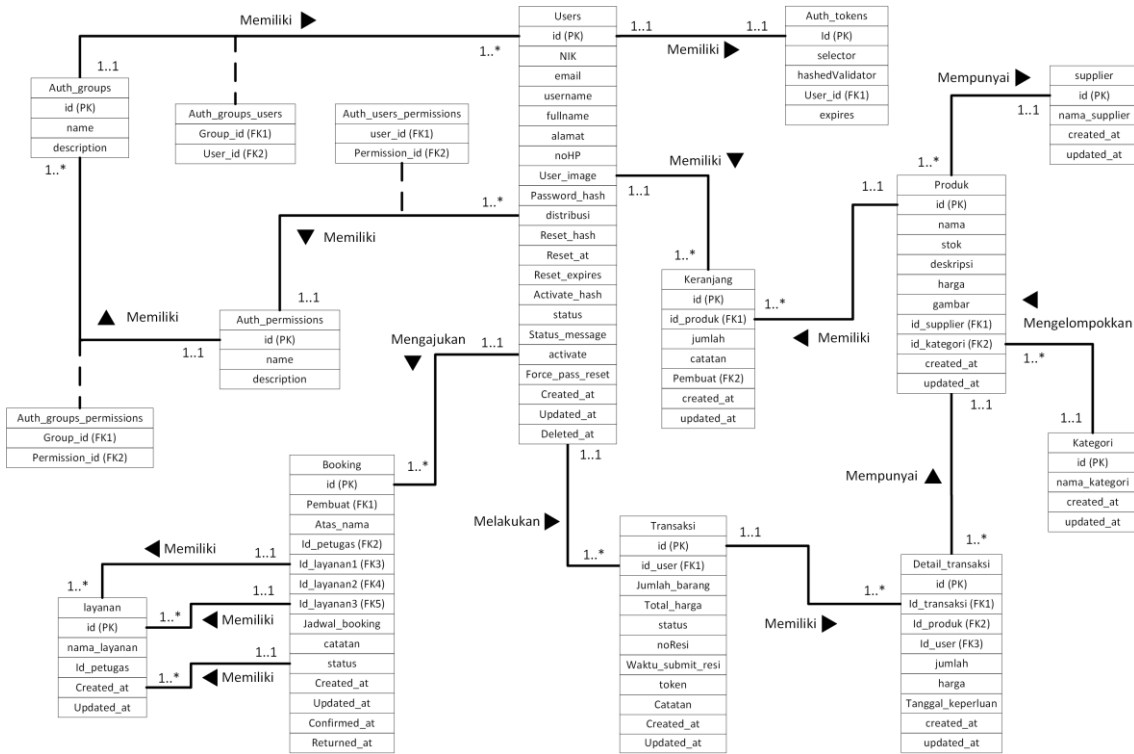 Memiliki
1..1
1..*
Auth_groups
id (PK)
name
description
1..*
Auth_groups_users
Group_id (FK1)
User_id (FK2)
Auth_users_permissions
user_id (FK1)
Permission_id (FK2)
Memiliki
1..*
1..1
Auth_permissions
id (PK)
name
description
Memiliki
1..1
Auth_groups_permissions
Group_id (FK1)
Permission_id (FK2)
Users
id (PK)
NIK
email
username
fullname
alamat
noHP
User_image
Password_hash
distribusi
Reset_hash
Reset_at
Reset_expires
Activate_hash
status
Status_message
activate
Force_pass_reset
Created_at
Updated_at
Deleted_at
1..1
Memiliki
1..1
Auth_tokens
Id (PK)
selector
hashedValidator
User_id (FK1)
expires
Mempunyai
1..1
1..*
supplier
id (PK)
nama_supplier
created_at
updated_at
Memiliki
1..1
1..*
Keranjang
id (PK)
id_produk (FK1)
jumlah
catatan
Pembuat (FK2)
created_at
updated_at
1..1
1..*
Memiliki
Produk
id (PK)
nama
stok
deskripsi
harga
gambar
id_supplier (FK1)
id_kategori (FK2)
created_at
updated_at
Mengelompokkan
1..*
1..1
Kategori
id (PK)
nama_kategori
created_at
updated_at
Mengajukan
1..1
1..*
Booking
id (PK)
Pembuat (FK1)
Atas_nama
Id_petugas (FK2)
Id_layanan1 (FK3)
Id_layanan2 (FK4)
Id_layanan3 (FK5)
Jadwal_booking
catatan
status
Created_at
Updated_at
Confirmed_at
Returned_at
Memiliki
1..1
1..*
1..1
1..*
Memiliki
1..1
1..*
Memiliki
layanan
id (PK)
nama_layanan
Id_petugas
Created_at
Updated_at
1..1
Melakukan
1..*
Transaksi
id (PK)
id_user (FK1)
Jumlah_barang
Total_harga
status
noResi
Waktu_submit_resi
token
Catatan
Created_at
Updated_at
1..1
1..*
Memiliki
1..1
Mempunyai
1..*
Detail_transaksi
id (PK)
Id_transaksi (FK1)
Id_produk (FK2)
Id_user (FK3)
jumlah
harga
Tanggal_keperluan
created_at
updated_at